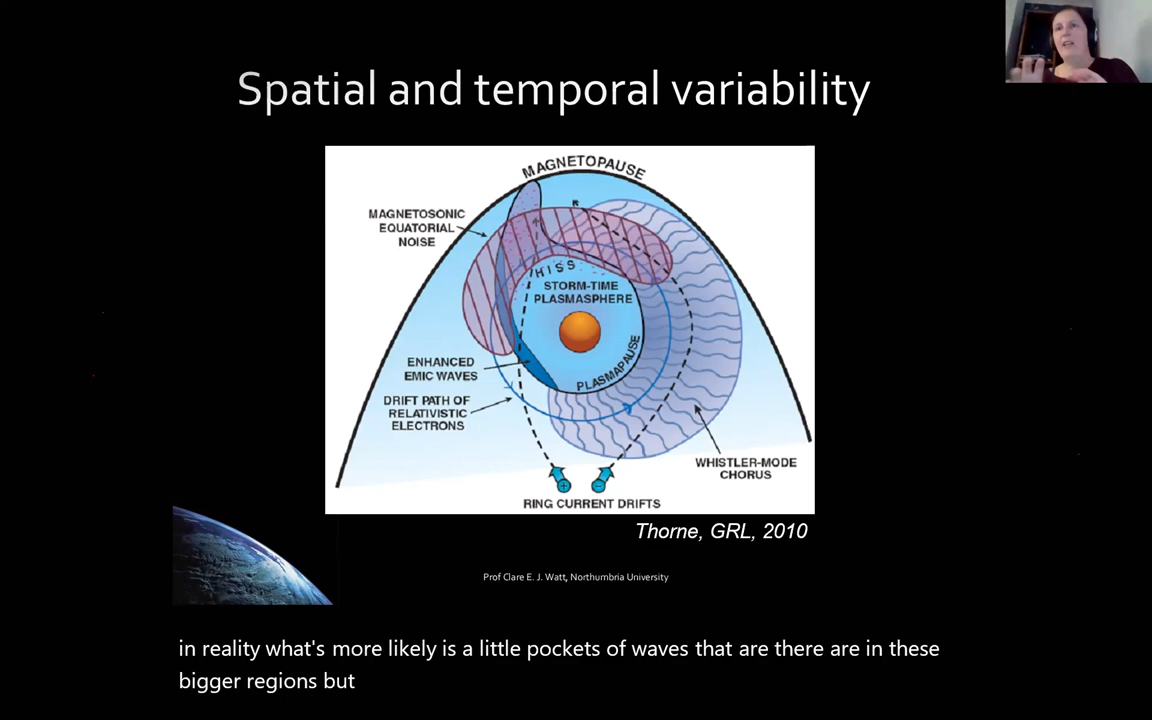 Spatial and temporal variability
MAGNETOPAUSE
MAGNETOSONIC
EQUATORIAL
NOISE
HISS
STORM-TIME
PLASMASPHERE
PLASMAPAUSE
ENHANCED
EMIC WAVES
DRIFT PATH OF
RELATIVISTIC
ELECTRONS
WHISTLER-MODE
CHORUS
+
−
RING CURRENT DRIFTS
Thorne, GRL, 2010
Prof Clare E. J. Watt, Northumbria University
in reality what's more likely is a little pockets of waves that are there are in these
bigger regions but